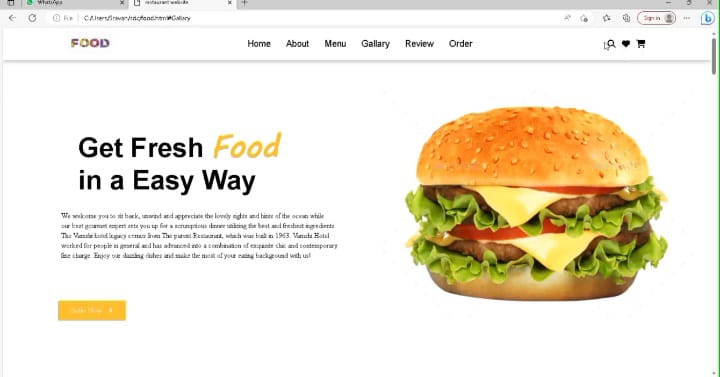 WhatsApp
restaurant website
File
C:/Users/Sravan/rdc/food.html#Gallary
Sign in
FOOD
Home About Menu Gallary Review Order
Get Fresh Food
in a Easy Way
We welcome you to sit back, unwind and appreciate the lovely sights and hints of the ocean while
our best gourmet expert sets you up for a scrumptious dinner utilizing the best and freshest ingredients.
The Vamshi hotel legacy comes from The parent Restaurant, which was built in 1963. Vamshi Hotel
worked for people in general and has advanced into a combination of exquisite chic and contemporary
fine charge. Enjoy our dazzling dishes and make the most of your eating background with us!
Order Now